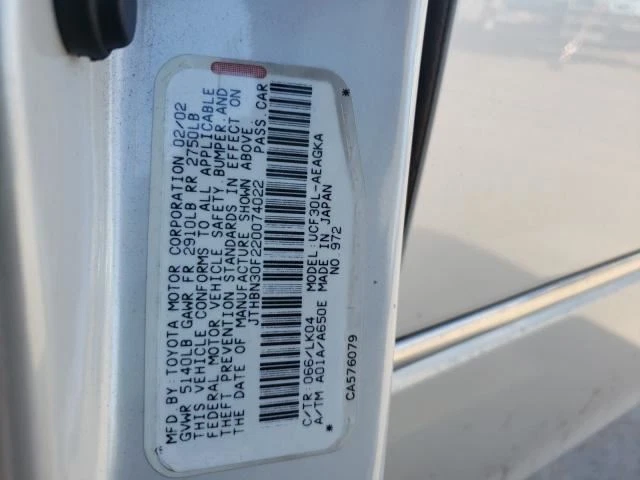 MFD.BY:TOYOTA MOTOR CORPORATION 02/02
GVWR 5140LB GAWR FR 2910LB RR 2750LB
THIS VEHICLE CONFORMS TO ALL APPLICABLE
FEDERAL MOTOR VEHICLE SAFETY,BUMPER,AND
THEFT PREVENTION STANDARDS IN EFFECT ON
THE DATE OF MANUFACTURE SHOWN ABOVE.
JTHBN30F220074022 PASS.CAR
* *
C/TR:066/LK04 MODEL:UCF30L-AEAGKA
A/TM A01A/A650E MADE IN JAPAN
* NO.972
CA576079